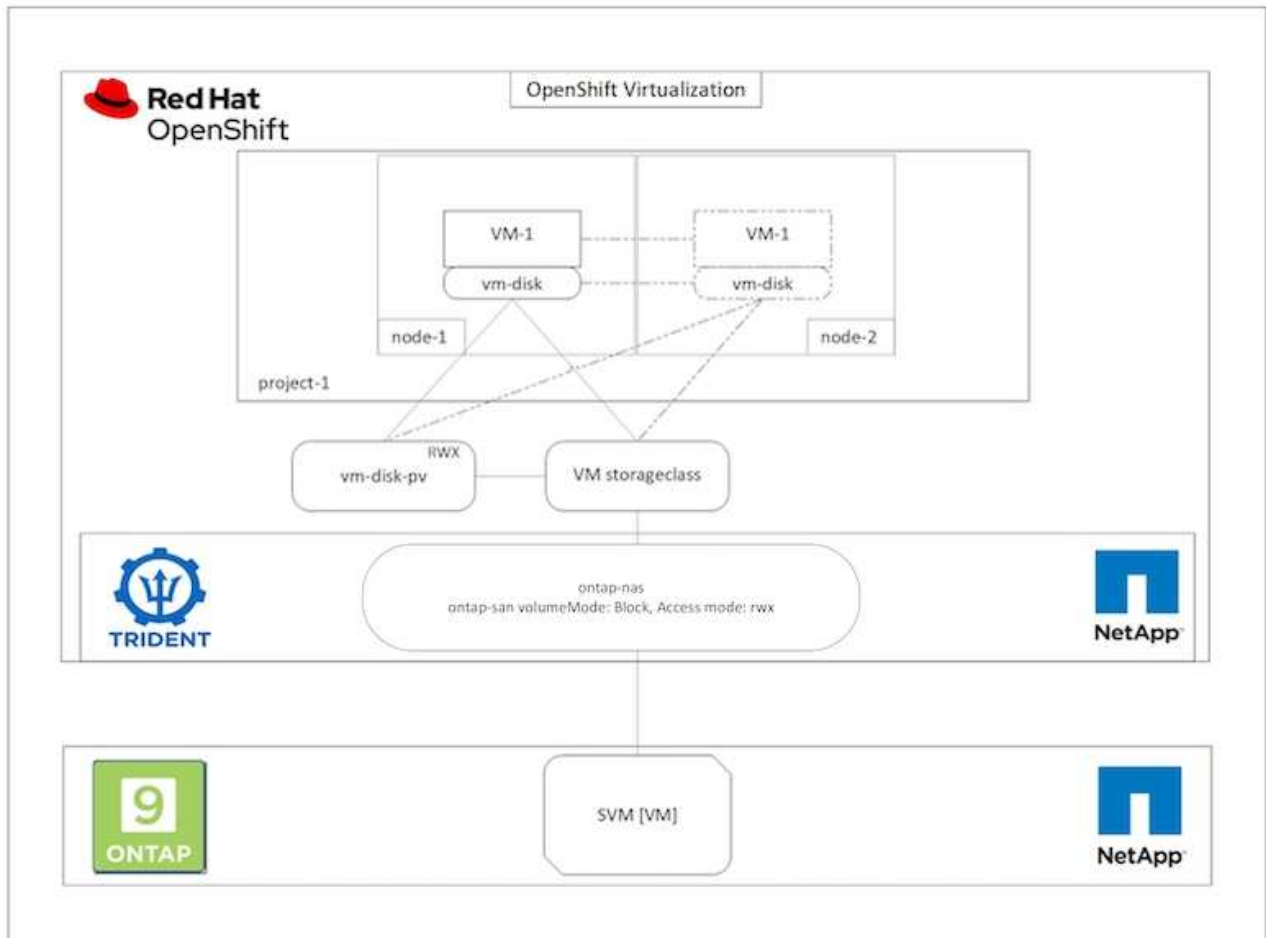 Red Hat
OpenShift
OpenShift Virtualization
VM-1
VM-1
vm-disk
vm-disk
node-1
node-2
project-1
RWX
vm-disk-pv
VM storageclass
TRIDENT
ontap-nas
ontap-san volumeMode: Block, Access mode: rwx
NetApp
9
ONTAP
SVM [VM]
NetApp